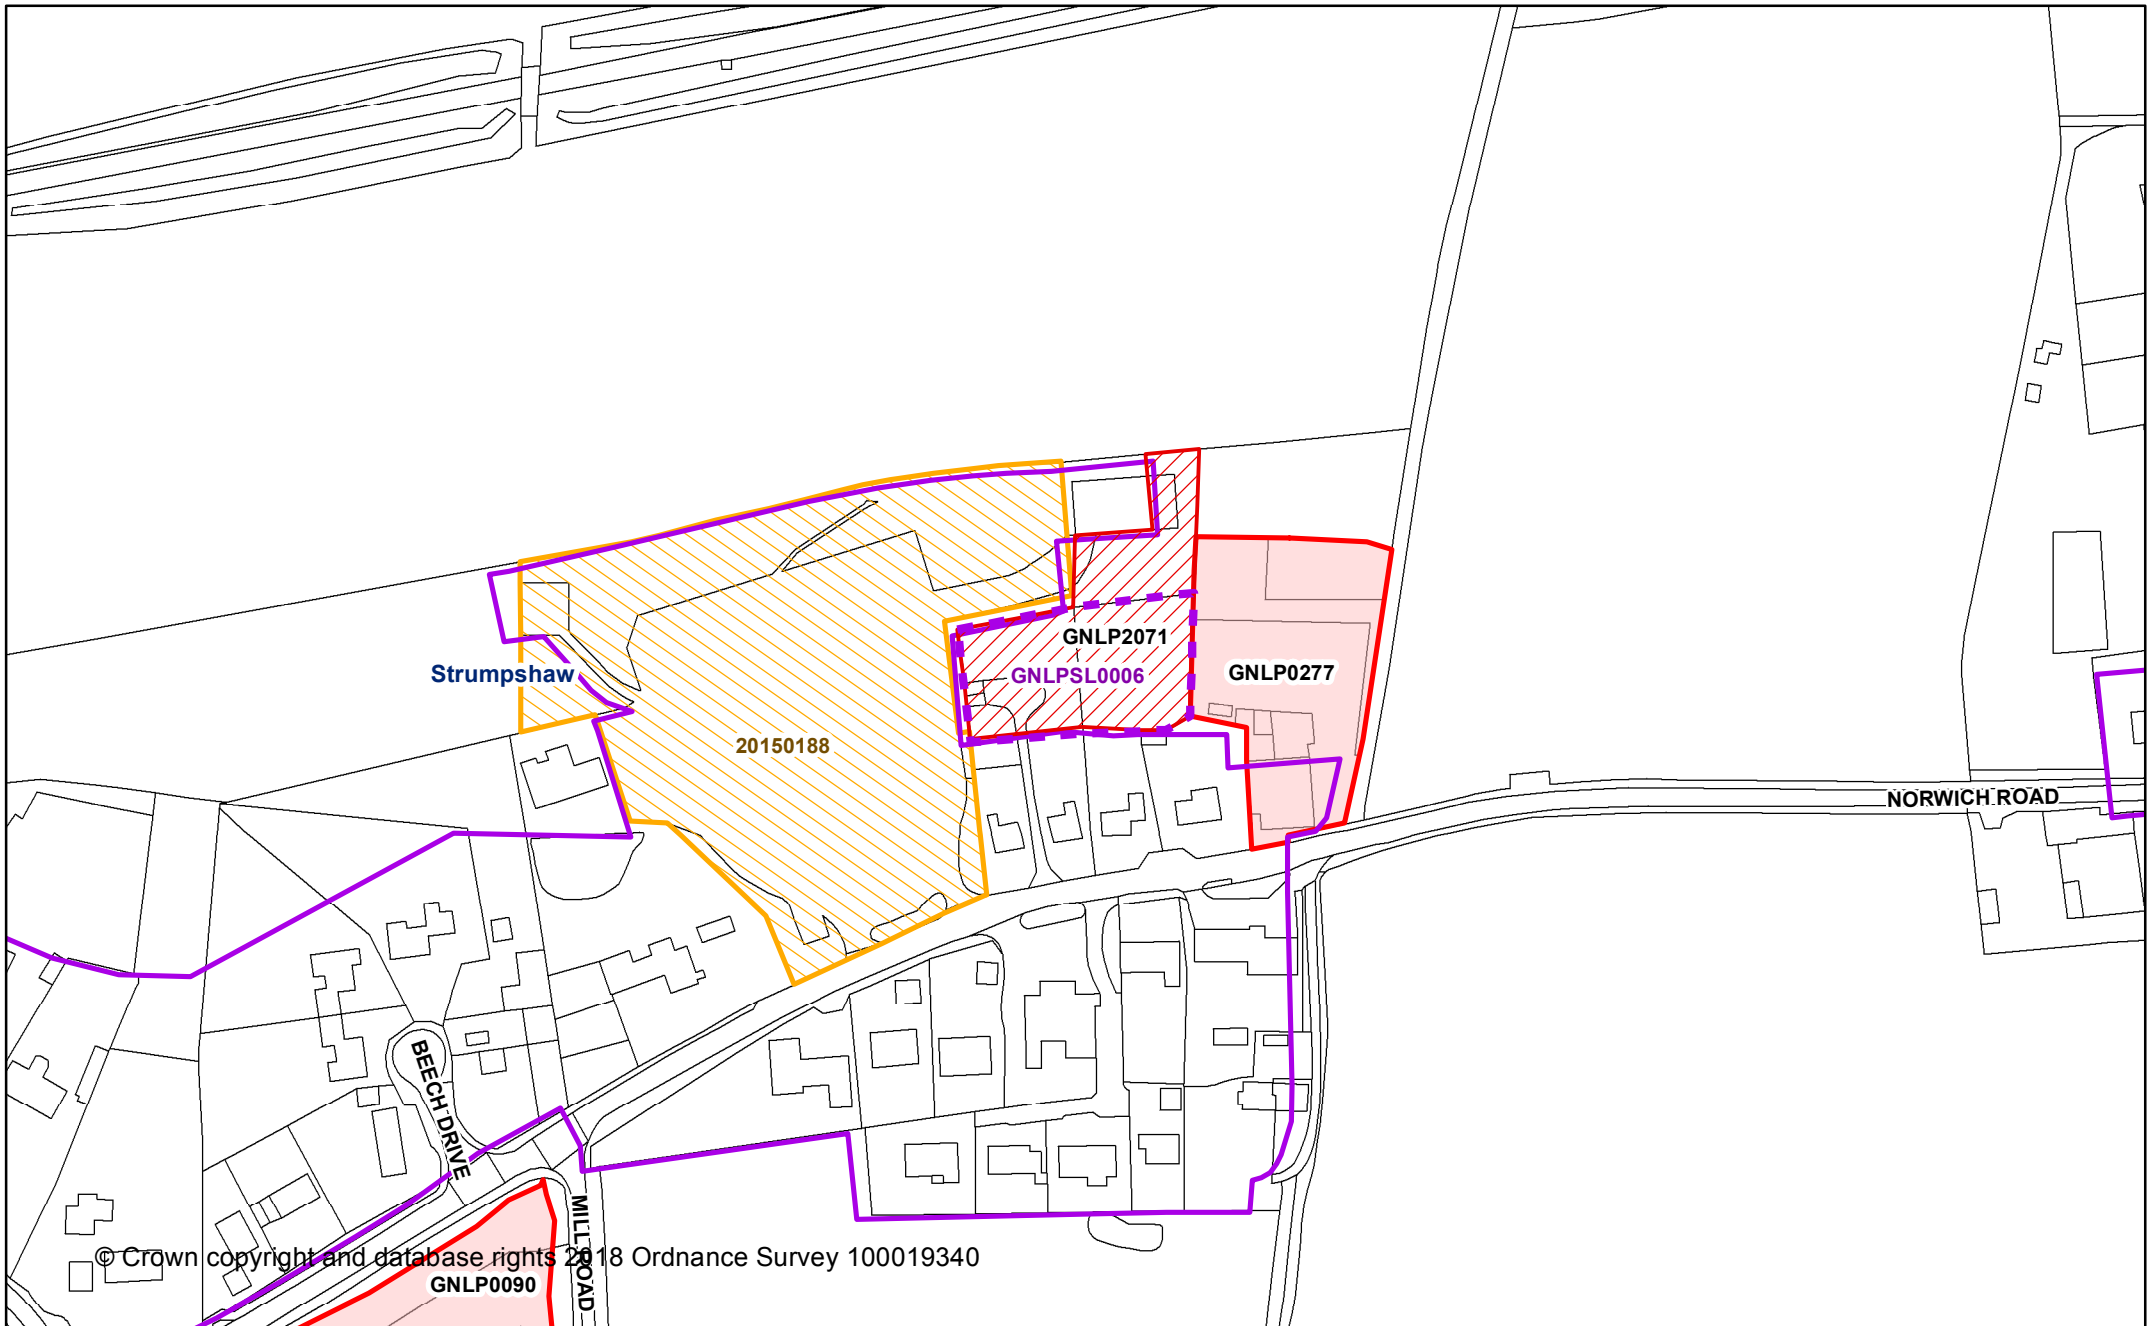 GNLP2071
Strumpshaw
GNLPSL0006
GNLP0277
20150188
NORWICH ROAD
BEECH DRIVE
MILL ROAD
© Crown copyright and database rights 2018 Ordnance Survey 100019340
GNLP0090